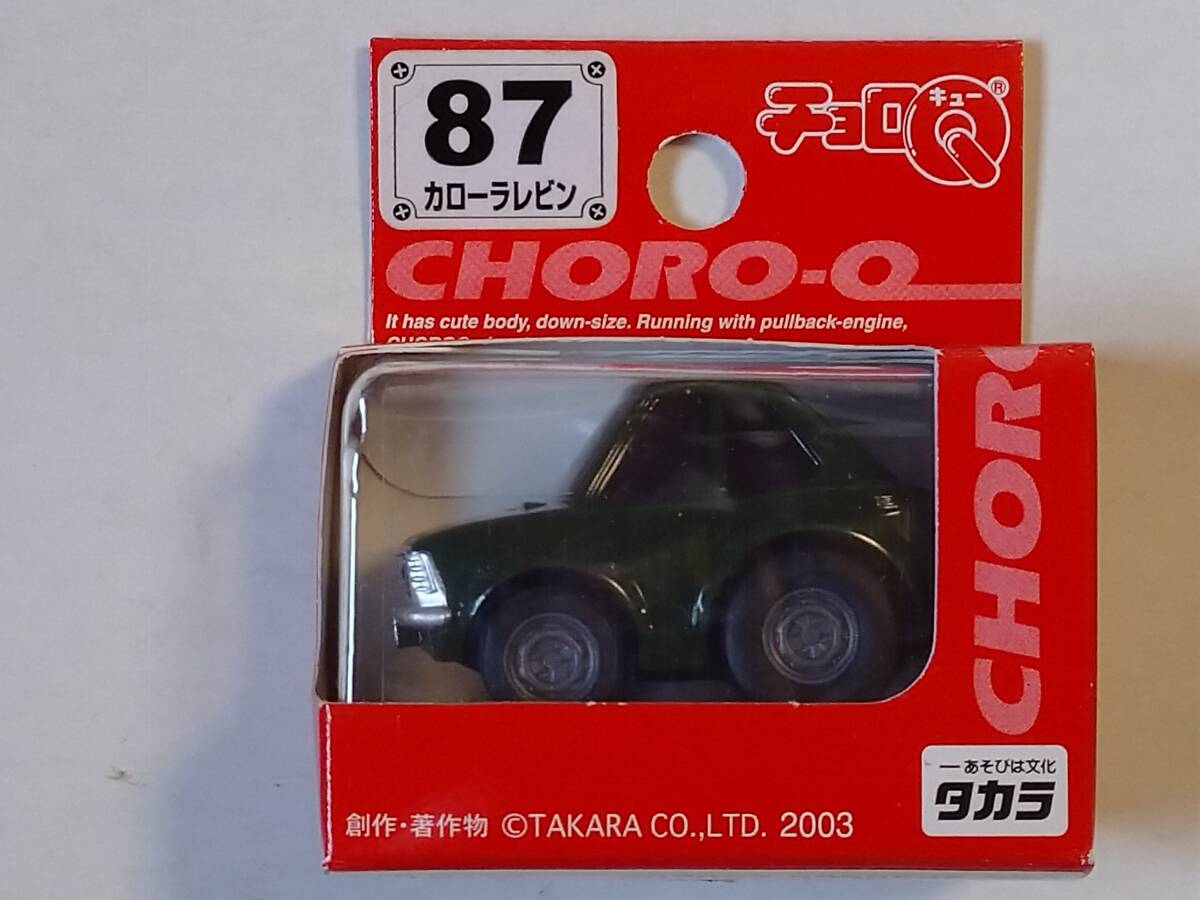 87
カローラレビン
チョロ
キュー
®
CHORO-Q
It has cute body, down-size. Running with pullback-engine,
創作・著作物 ©TAKARA CO.,LTD. 2003
ーあそびは文化
タカラ